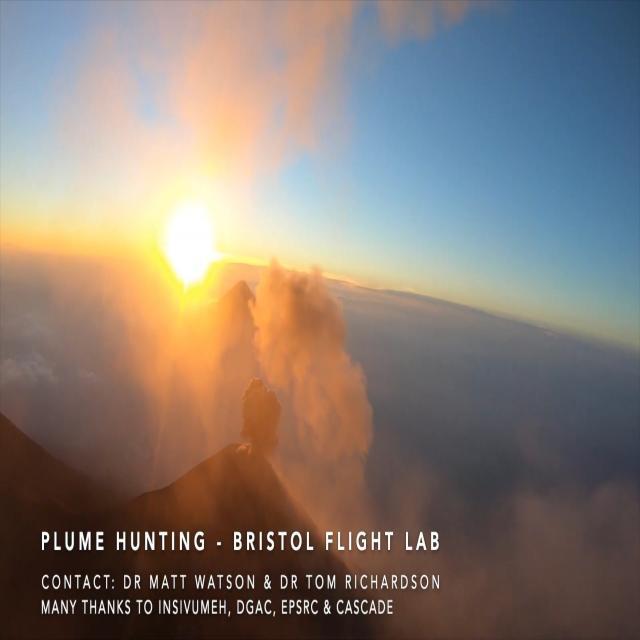 PLUME HUNTING - BRISTOL FLIGHT LAB
CONTACT: DR MATT WATSON & DR TOM RICHARDSON
MANY THANKS TO INSIVUMEH, DGAC, EPSRC & CASCADE